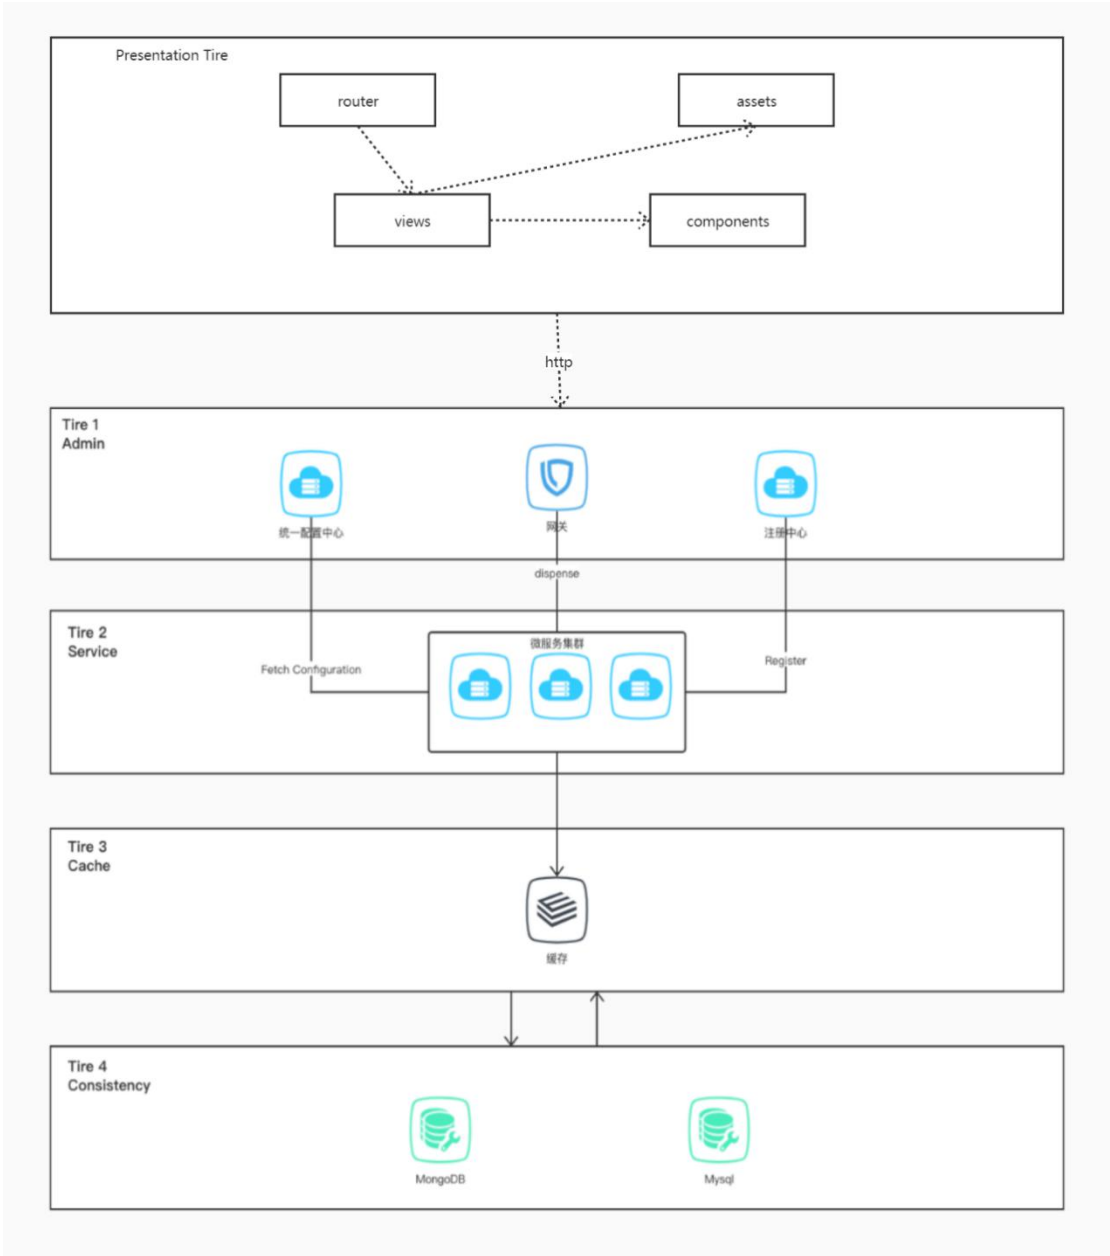 Presentation Tire
router
assets
views
components
http
Tire 1
Admin
统一配置中心
网关
注册中心
dispense
Tire 2
Service
微服务集群
Fetch Configuration
Register
Tire 3
Cache
缓存
Tire 4
Consistency
MongoDB
Mysql